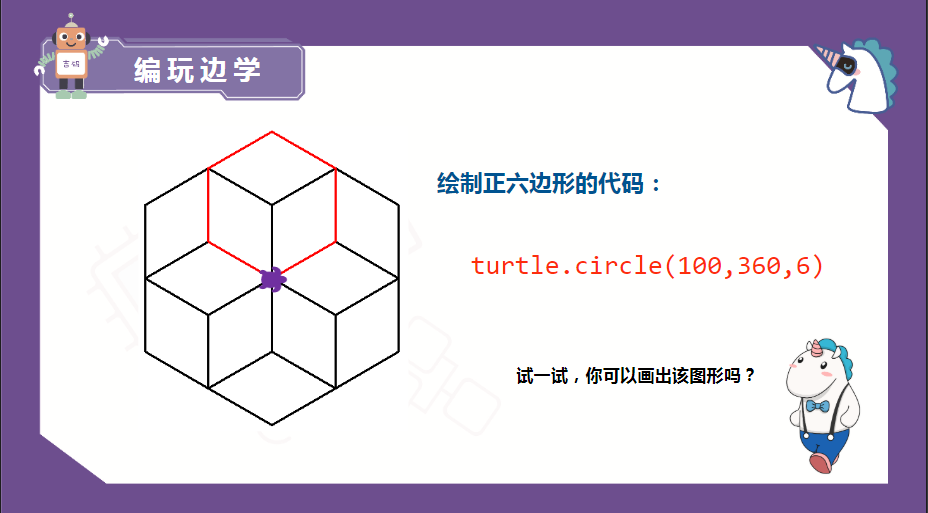 编玩边学
绘制正六边形的代码：
turtle.circle(100,360,6)
试一试，你可以画出该图形吗？